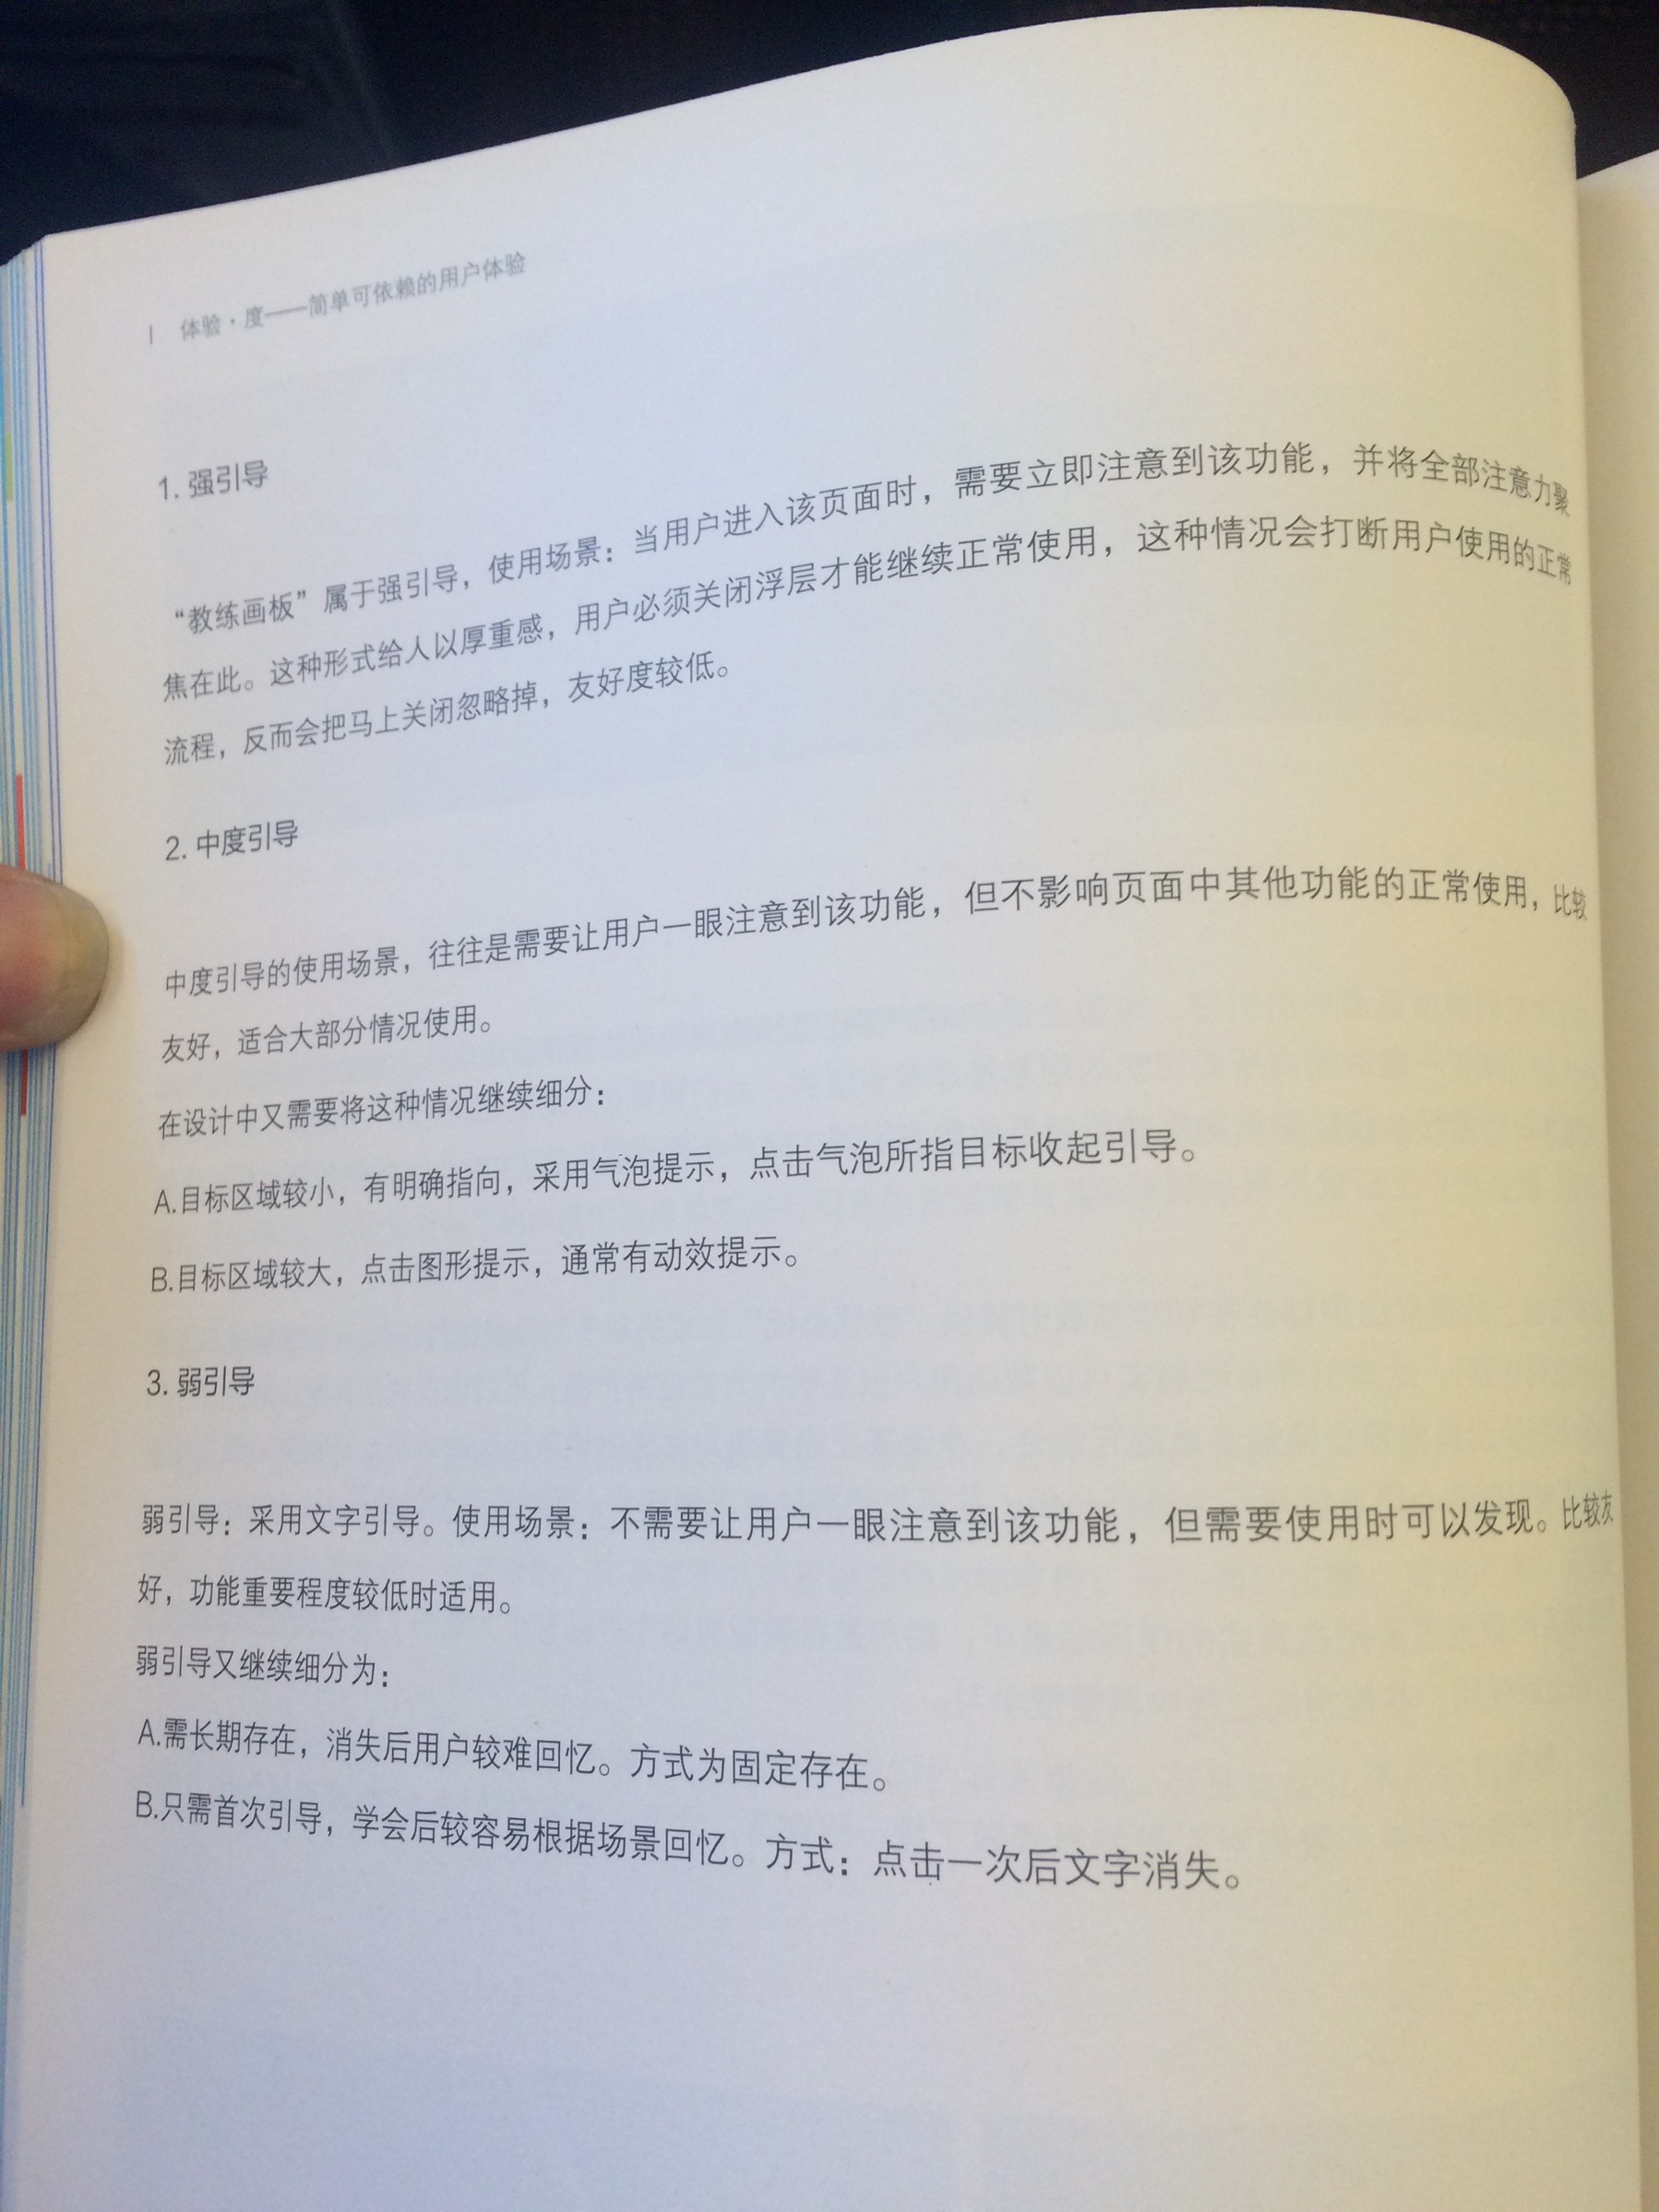 | 体验·度——简单可依赖的用户体验
1. 强引导
“教练画板”属于强引导，使用场景：当用户进入该页面时，需要立即注意到该功能，并将全部注意力聚
焦在此。这种形式给人以厚重感，用户必须关闭浮层才能继续正常使用，这种情况会打断用户使用的正常
流程，反而会把马上关闭忽略掉，友好度较低。
2. 中度引导
中度引导的使用场景，往往是需要让用户一眼注意到该功能，但不影响页面中其他功能的正常使用，比较
友好，适合大部分情况使用。
在设计中又需要将这种情况继续细分：
A.目标区域较小，有明确指向，采用气泡提示，点击气泡所指目标收起引导。
B.目标区域较大，点击图形提示，通常有动效提示。
3. 弱引导
弱引导：采用文字引导。使用场景：不需要让用户一眼注意到该功能，但需要使用时可以发现。比较友
好，功能重要程度较低时适用。
弱引导又继续细分为：
A.需长期存在，消失后用户较难回忆。方式为固定存在。
B.只需首次引导，学会后较容易根据场景回忆。方式：点击一次后文字消失。